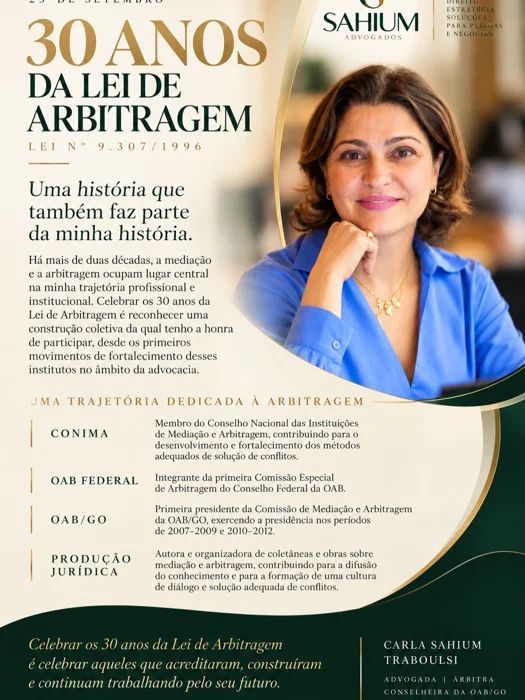 23 DE SETEMBRO
30 ANOS
DA LEI DE
ARBITRAGEM
LEI Nº 9.307/1996
SAHIUM
ADVOGADOS
DIREITO
ESTRATÉGIA
SOLUÇÕES
PARA PESSOAS
E NEGÓCIOS
Uma história que
também faz parte
da minha história.
Há mais de duas décadas, a mediação
e a arbitragem ocupam lugar central
na minha trajetória profissional e
institucional. Celebrar os 30 anos da
Lei de Arbitragem é reconhecer uma
construção coletiva da qual tenho a honra
de participar, desde os primeiros
movimentos de fortalecimento desses
institutos no âmbito da advocacia.
UMA TRAJETÓRIA DEDICADA À ARBITRAGEM
CONIMA
Membro do Conselho Nacional das Instituições
de Mediação e Arbitragem, contribuindo para o
desenvolvimento e fortalecimento dos métodos
adequados de solução de conflitos.
OAB FEDERAL
Integrante da primeira Comissão Especial
de Arbitragem do Conselho Federal da OAB.
OAB/GO
Primeira presidente da Comissão de Mediação e Arbitragem
da OAB/GO, exercendo a presidência nos períodos
de 2007–2009 e 2010–2012.
PRODUÇÃO
JURÍDICA
Autora e organizadora de coletâneas e obras sobre
mediação e arbitragem, contribuindo para a difusão
do conhecimento e para a formação de uma cultura
de diálogo e solução adequada de conflitos.
Celebrar os 30 anos da Lei de Arbitragem
é celebrar aqueles que acreditaram, construíram
e continuam trabalhando pelo seu futuro.
CARLA SAHIUM
TRABOULSI
ADVOGADA | ÁRBITRA
CONSELHEIRA DA OAB/GO